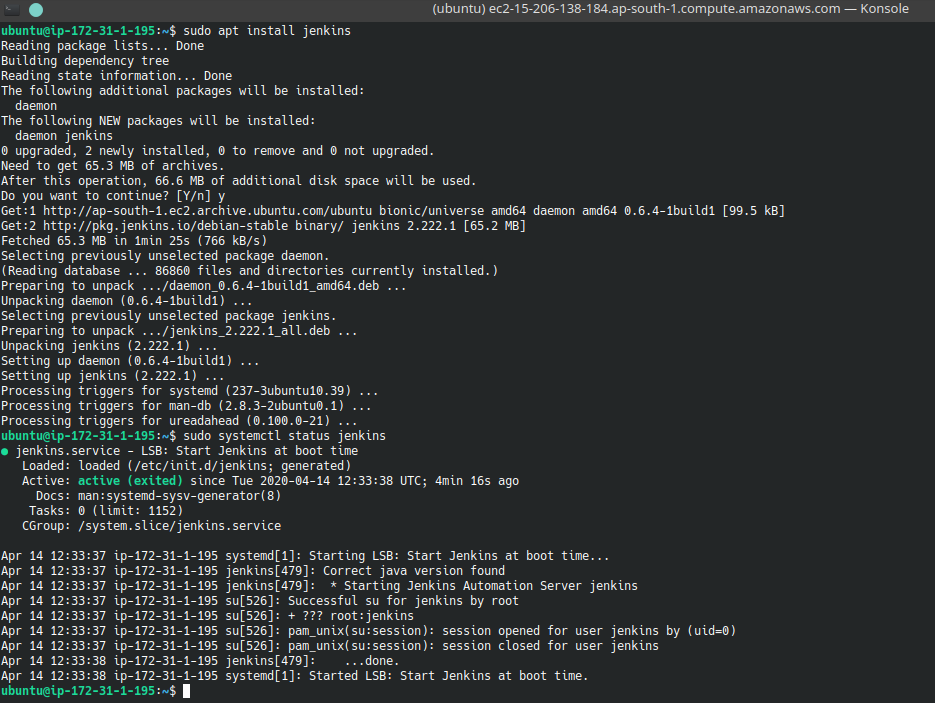 (ubuntu) ec2-15-206-138-184.ap-south-1.compute.amazonaws.com — Konsole
ubuntu@ip-172-31-1-195:~$ sudo apt install jenkins
Reading package lists... Done
Building dependency tree
Reading state information... Done
The following additional packages will be installed:
  daemon
The following NEW packages will be installed:
  daemon jenkins
0 upgraded, 2 newly installed, 0 to remove and 0 not upgraded.
Need to get 65.3 MB of archives.
After this operation, 66.6 MB of additional disk space will be used.
Do you want to continue? [Y/n] y
Get:1 http://ap-south-1.ec2.archive.ubuntu.com/ubuntu bionic/universe amd64 daemon amd64 0.6.4-1build1 [99.5 kB]
Get:2 http://pkg.jenkins.io/debian-stable binary/ jenkins 2.222.1 [65.2 MB]
Fetched 65.3 MB in 1min 25s (766 kB/s)
Selecting previously unselected package daemon.
(Reading database ... 86860 files and directories currently installed.)
Preparing to unpack .../daemon_0.6.4-1build1_amd64.deb ...
Unpacking daemon (0.6.4-1build1) ...
Selecting previously unselected package jenkins.
Preparing to unpack .../jenkins_2.222.1_all.deb ...
Unpacking jenkins (2.222.1) ...
Setting up daemon (0.6.4-1build1) ...
Setting up jenkins (2.222.1) ...
Processing triggers for systemd (237-3ubuntu10.39) ...
Processing triggers for man-db (2.8.3-2ubuntu0.1) ...
Processing triggers for ureadahead (0.100.0-21) ...
ubuntu@ip-172-31-1-195:~$ sudo systemctl status jenkins
● jenkins.service - LSB: Start Jenkins at boot time
   Loaded: loaded (/etc/init.d/jenkins; generated)
   Active: active (exited) since Tue 2020-04-14 12:33:38 UTC; 4min 16s ago
     Docs: man:systemd-sysv-generator(8)
    Tasks: 0 (limit: 1152)
   CGroup: /system.slice/jenkins.service

Apr 14 12:33:37 ip-172-31-1-195 systemd[1]: Starting LSB: Start Jenkins at boot time...
Apr 14 12:33:37 ip-172-31-1-195 jenkins[479]: Correct java version found
Apr 14 12:33:37 ip-172-31-1-195 jenkins[479]:  * Starting Jenkins Automation Server jenkins
Apr 14 12:33:37 ip-172-31-1-195 su[526]: Successful su for jenkins by root
Apr 14 12:33:37 ip-172-31-1-195 su[526]: + ??? root:jenkins
Apr 14 12:33:37 ip-172-31-1-195 su[526]: pam_unix(su:session): session opened for user jenkins by (uid=0)
Apr 14 12:33:37 ip-172-31-1-195 su[526]: pam_unix(su:session): session closed for user jenkins
Apr 14 12:33:38 ip-172-31-1-195 jenkins[479]:    ...done.
Apr 14 12:33:38 ip-172-31-1-195 systemd[1]: Started LSB: Start Jenkins at boot time.
ubuntu@ip-172-31-1-195:~$